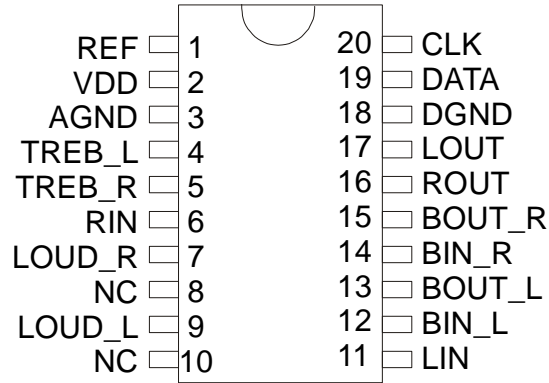 REF 1 20 CLK
VDD 2 19 DATA
AGND 3 18 DGND
TREB_L 4 17 LOUT
TREB_R 5 16 ROUT
RIN 6 15 BOUT_R
LOUD_R 7 14 BIN_R
NC 8 13 BOUT_L
LOUD_L 9 12 BIN_L
NC 10 11 LIN